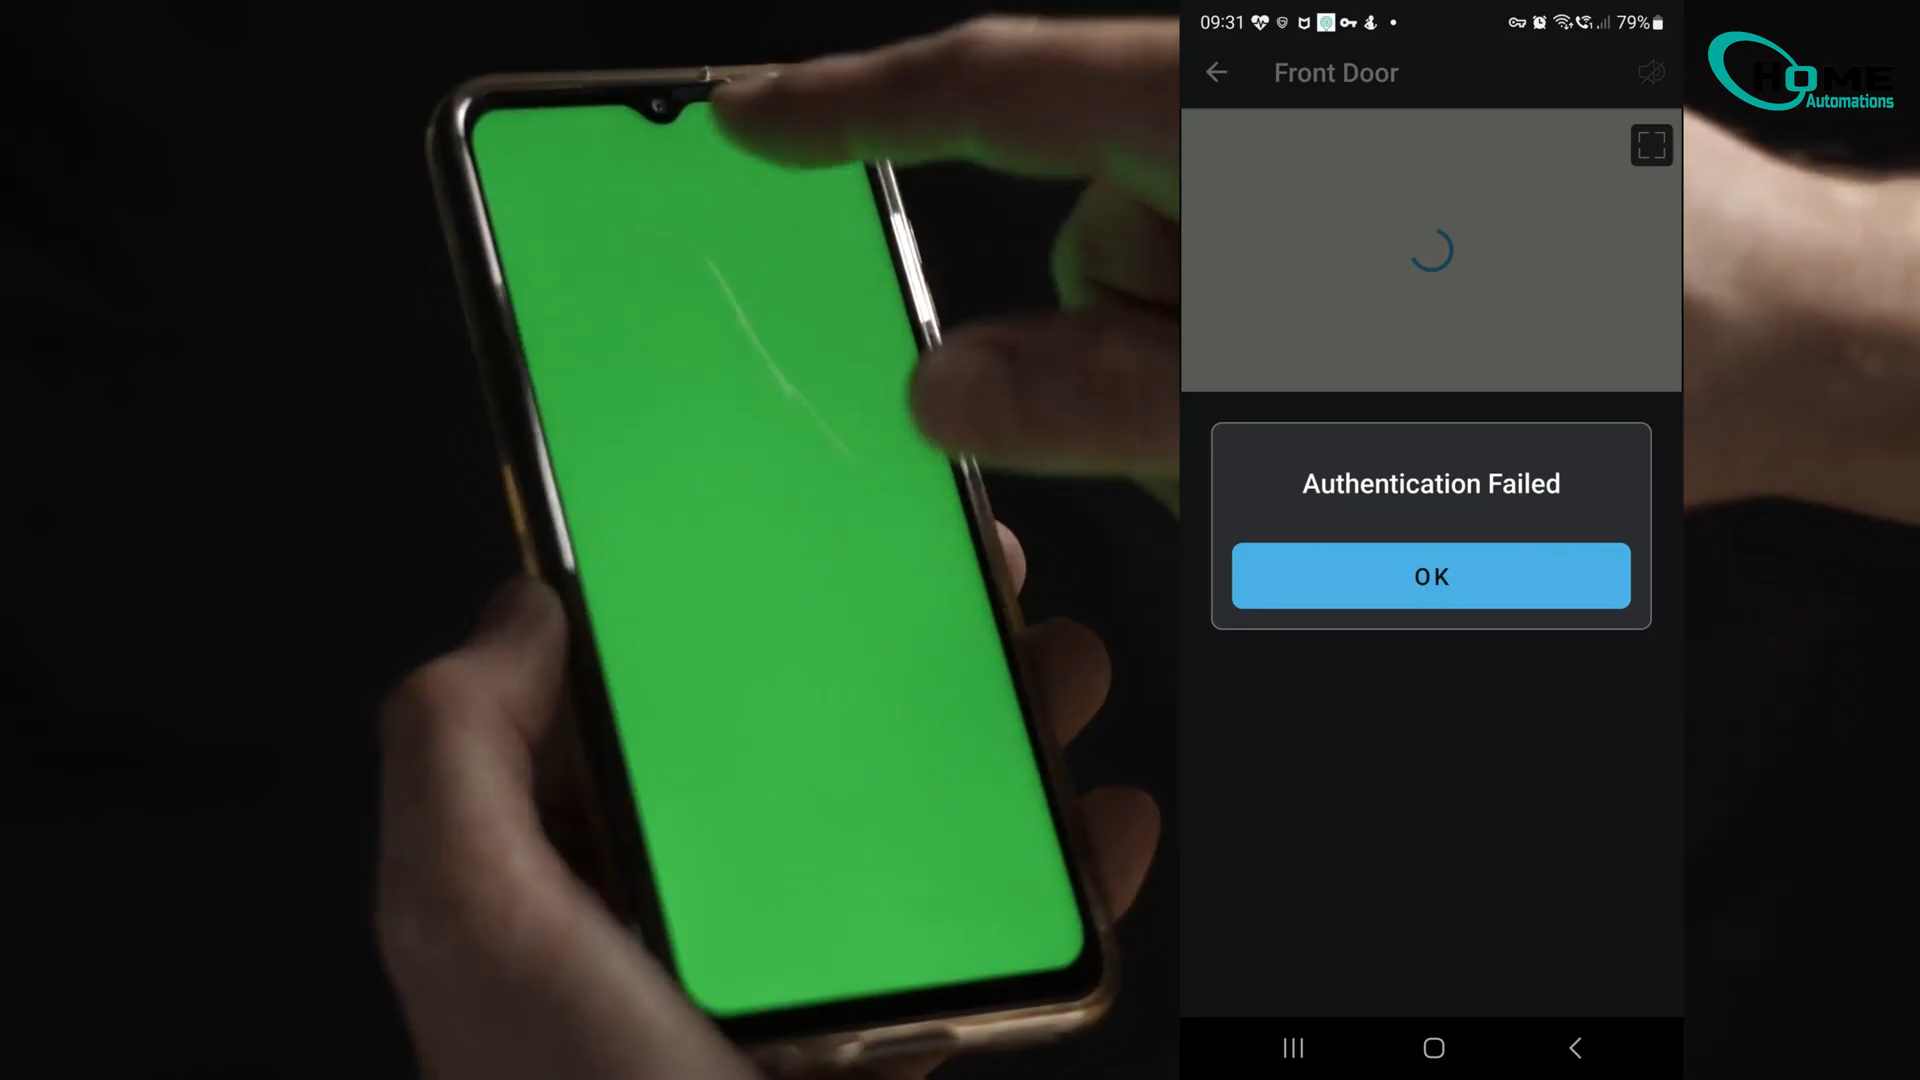 09:31
79%
Front Door
HOME
Automations
Authentication Failed
OK